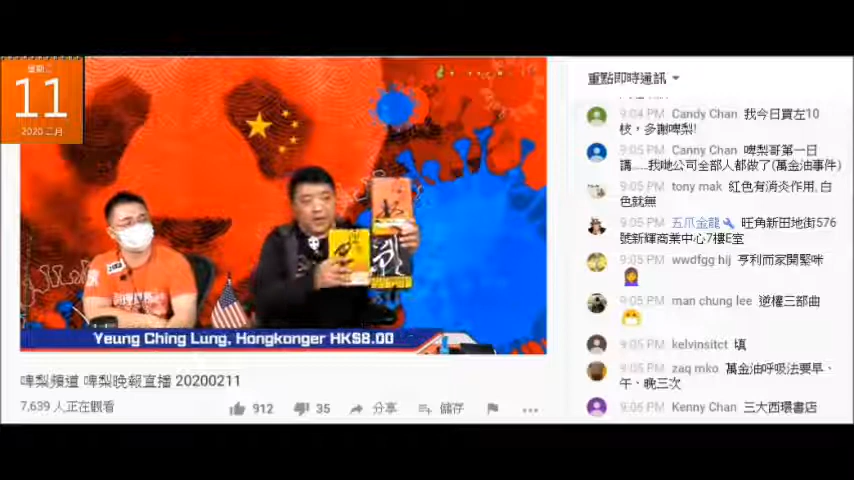 星期二
11
2020 二月
Yeung Ching Lung, Hongkonger HK$8.00
啤梨頻道 啤梨晚報直播 20200211
7,639 人正在觀看
912
35
分享
儲存
重點即時通訊
9:04 PM Candy Chan 我今日買左10
枝，多謝啤梨!
9:05 PM Canny Chan 啤梨哥第一日
講.....我哋公司全部人都做了(萬金油事件)
9:05 PM tony mak 紅色有消炎作用, 白
色就無
9:05 PM 五爪金龍 旺角新田地街576
號新輝商業中心7樓E室
9:05 PM wwdfgg hij 亨利而家開緊咪
9:05 PM man chung lee 逆權三部曲
9:05 PM kelvinsitct 填
9:05 PM zaq mko 萬金油呼吸法要早、
午、晚三次
9:06 PM Kenny Chan 三大西環書店